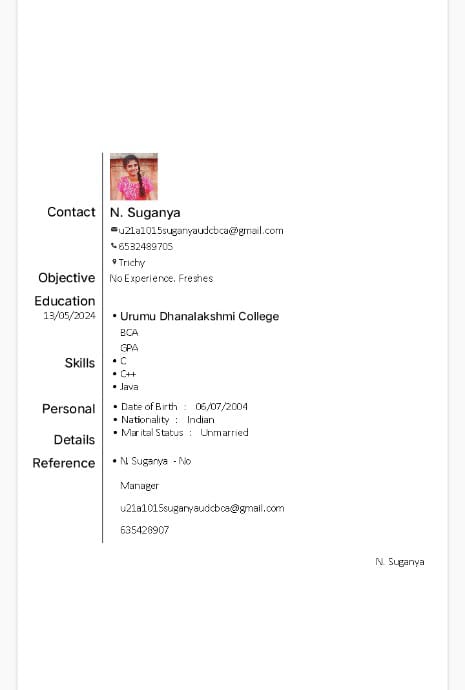 Contact
N. Suganya
u21a1015suganyaudcbca@gmail.com
6532489705
Trichy
Objective
No Experience. Freshes
Education
13/05/2024
• Urumu Dhanalakshmi College
BCA
GPA
Skills
• C
• C++
• Java
Personal
Details
• Date of Birth : 06/07/2004
• Nationality : Indian
• Marital Status : Unmarried
Reference
• N. Suganya - No
Manager
u21a1015suganyaudcbca@gmail.com
635428907
N. Suganya